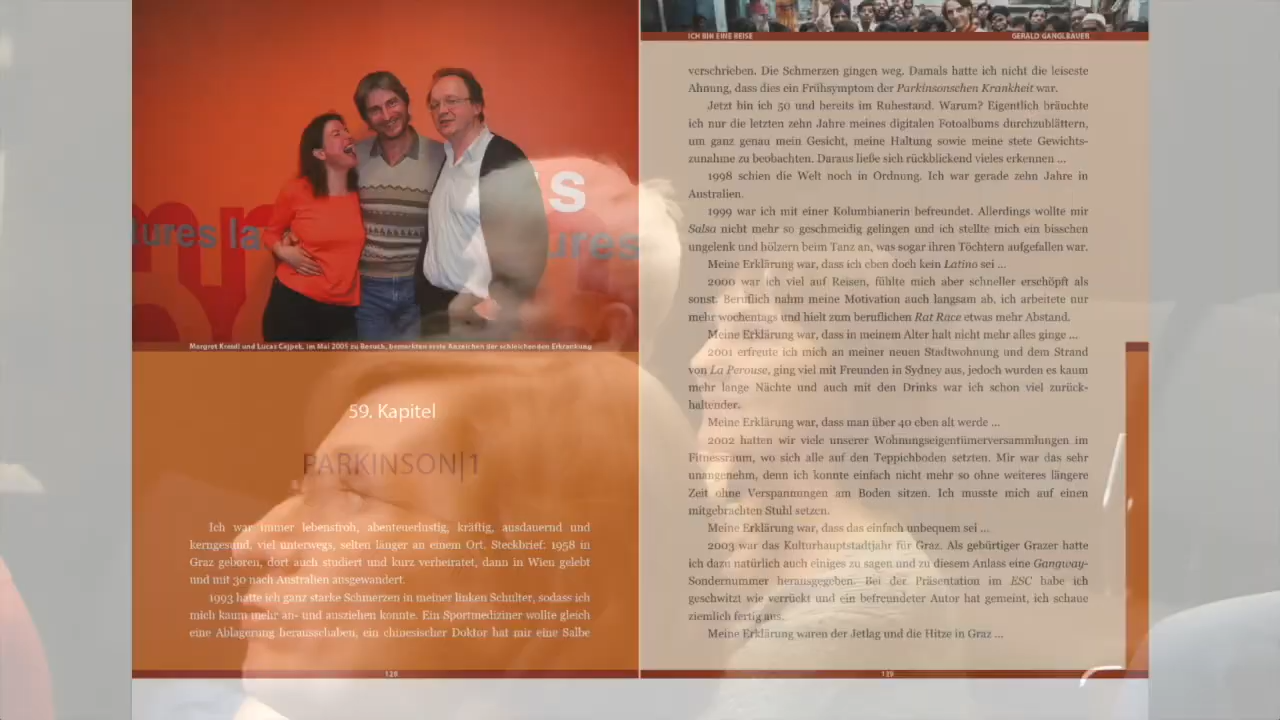 is
tures la
ures
Margret Kreidl und Lucas Cejpek, im Mai 2005 zu Besuch, bemerkten erste Anzeichen der schleichenden Erkrankung
59. Kapitel
PARKINSON|1
Ich war immer lebensfroh, abenteuerlustig, kräftig, ausdauernd und
kerngesund, viel unterwegs, selten länger an einem Ort. Steckbrief: 1958 in
Graz geboren, dort auch studiert und kurz verheiratet, dann in Wien gelebt
und mit 30 nach Australien ausgewandert.
1993 hatte ich ganz starke Schmerzen in meiner linken Schulter, sodass ich
mich kaum mehr an- und ausziehen konnte. Ein Sportmediziner wollte gleich
eine Ablagerung herausschaben, ein chinesischer Doktor hat mir eine Salbe
ICH BIN EINE REISE
GERALD GANGLBAUER
verschrieben. Die Schmerzen gingen weg. Damals hatte ich nicht die leiseste
Ahnung, dass dies ein Frühsymptom der Parkinsonschen Krankheit war.
Jetzt bin ich 50 und bereits im Ruhestand. Warum? Eigentlich bräuchte
ich nur die letzten zehn Jahre meines digitalen Fotoalbums durchzublättern,
um ganz genau mein Gesicht, meine Haltung sowie meine stete Gewichts-
zunahme zu beobachten. Daraus ließe sich rückblickend vieles erkennen ...
1998 schien die Welt noch in Ordnung. Ich war gerade zehn Jahre in
Australien.
1999 war ich mit einer Kolumbianerin befreundet. Allerdings wollte mir
Salsa nicht mehr so geschmeidig gelingen und ich stellte mich ein bisschen
ungelenk und hölzern beim Tanz an, was sogar ihren Töchtern aufgefallen war.
Meine Erklärung war, dass ich eben doch kein Latino sei ...
2000 war ich viel auf Reisen, fühlte mich aber schneller erschöpft als
sonst. Beruflich nahm meine Motivation auch langsam ab, ich arbeitete nur
mehr wochentags und hielt zum beruflichen Rat Race etwas mehr Abstand.
Meine Erklärung war, dass in meinem Alter halt nicht mehr alles ginge ...
2001 erfreute ich mich an meiner neuen Stadtwohnung und dem Strand
von La Perouse, ging viel mit Freunden in Sydney aus, jedoch wurden es kaum
mehr lange Nächte und auch mit den Drinks war ich schon viel zurück-
haltender.
Meine Erklärung war, dass man über 40 eben alt werde ...
2002 hatten wir viele unserer Wohnungseigentümerversammlungen im
Fitnessraum, wo sich alle auf den Teppichboden setzten. Mir war das sehr
unangenehm, denn ich konnte einfach nicht mehr so ohne weiteres längere
Zeit ohne Verspannungen am Boden sitzen. Ich musste mich auf einen
mitgebrachten Stuhl setzen.
Meine Erklärung war, dass das einfach unbequem sei ...
2003 war das Kulturhauptstadtjahr für Graz. Als gebürtiger Grazer hatte
ich dazu natürlich auch einiges zu sagen und zu diesem Anlass eine Gangway-
Sondernummer herausgegeben. Bei der Präsentation im ESC habe ich
geschwitzt wie verrückt und ein befreundeter Autor hat gemeint, ich schaue
ziemlich fertig aus.
Meine Erklärung waren der Jetlag und die Hitze in Graz ...